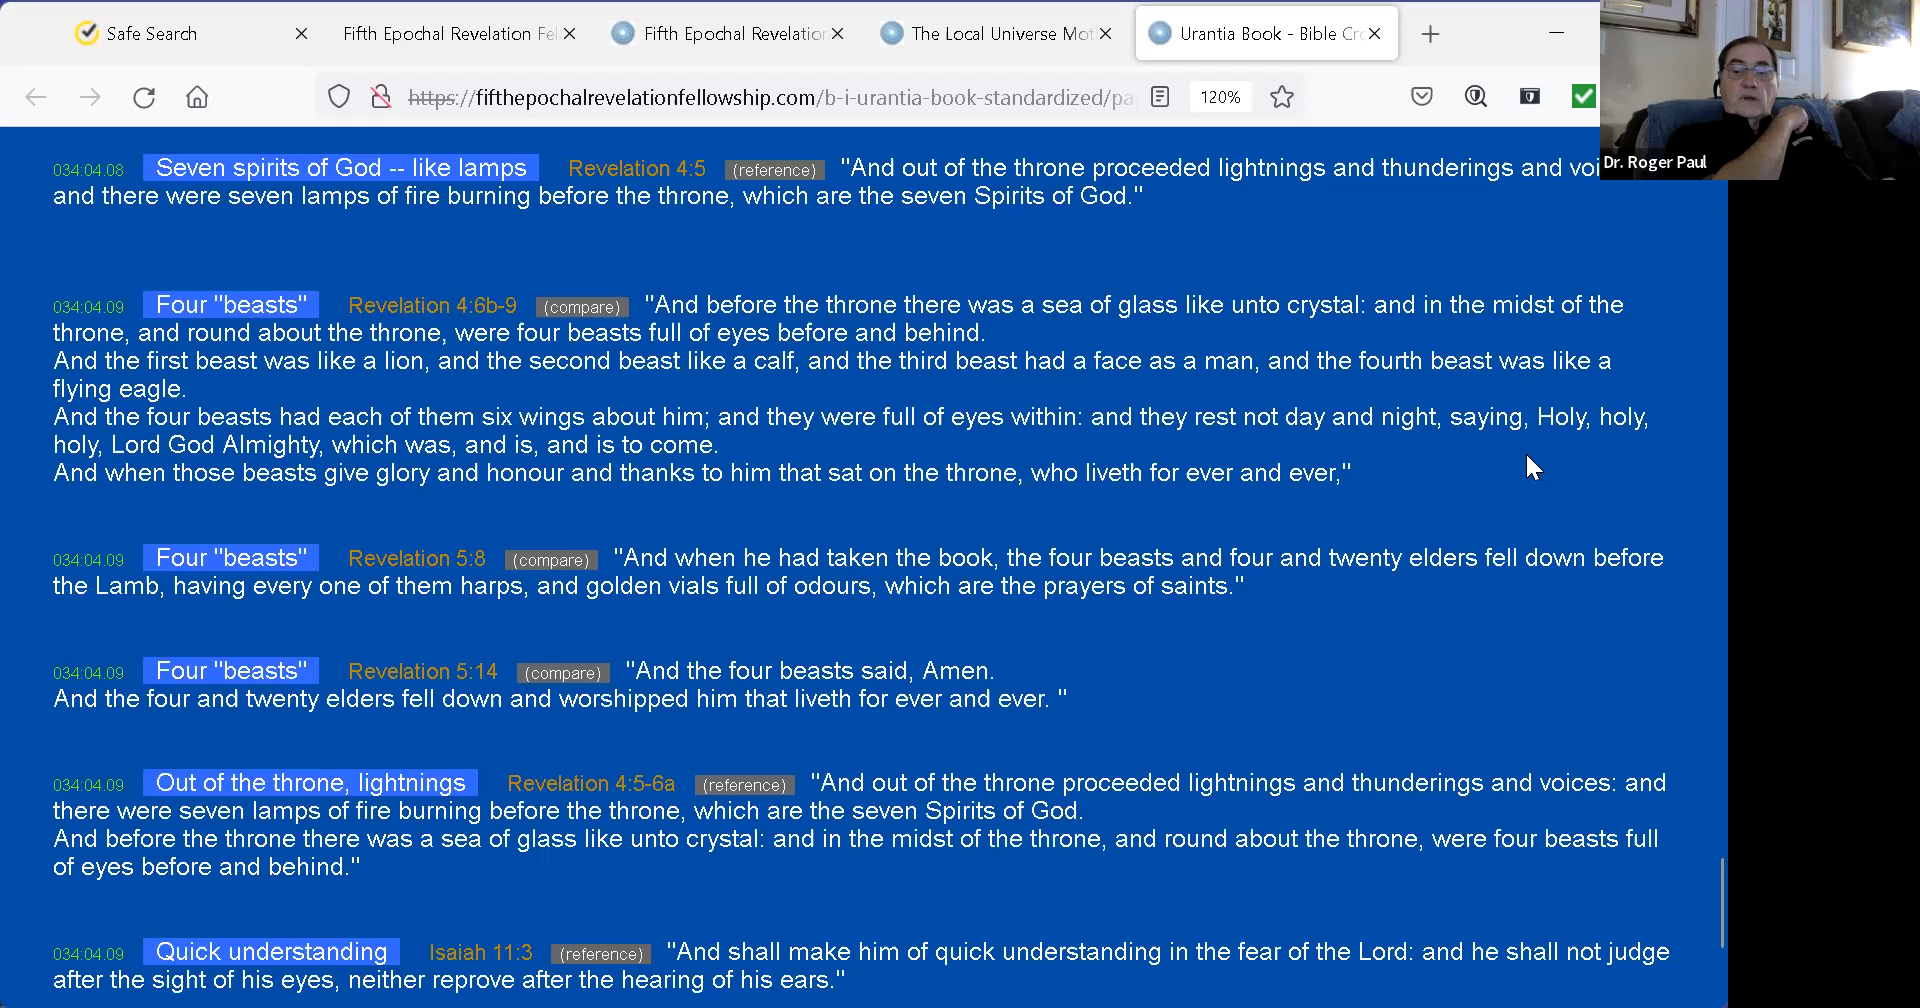 Safe Search
Fifth Epochal Revelation Fel
Fifth Epochal Revelation
The Local Universe Mot
Urantia Book - Bible Cro
https://fifthepochalrevelationfellowship.com/b-i-urantia-book-standardized/pa
120%
Dr. Roger Paul
034:04.08 Seven spirits of God -- like lamps Revelation 4:5 (reference) "And out of the throne proceeded lightnings and thunderings and voi
and there were seven lamps of fire burning before the throne, which are the seven Spirits of God."
034:04.09 Four "beasts" Revelation 4:6b-9 (compare) "And before the throne there was a sea of glass like unto crystal: and in the midst of the
throne, and round about the throne, were four beasts full of eyes before and behind.
And the first beast was like a lion, and the second beast like a calf, and the third beast had a face as a man, and the fourth beast was like a
flying eagle.
And the four beasts had each of them six wings about him; and they were full of eyes within: and they rest not day and night, saying, Holy, holy,
holy, Lord God Almighty, which was, and is, and is to come.
And when those beasts give glory and honour and thanks to him that sat on the throne, who liveth for ever and ever,"
034:04.09 Four "beasts" Revelation 5:8 (compare) "And when he had taken the book, the four beasts and four and twenty elders fell down before
the Lamb, having every one of them harps, and golden vials full of odours, which are the prayers of saints."
034:04.09 Four "beasts" Revelation 5:14 (compare) "And the four beasts said, Amen.
And the four and twenty elders fell down and worshipped him that liveth for ever and ever. "
034:04.09 Out of the throne, lightnings Revelation 4:5-6a (reference) "And out of the throne proceeded lightnings and thunderings and voices: and
there were seven lamps of fire burning before the throne, which are the seven Spirits of God.
And before the throne there was a sea of glass like unto crystal: and in the midst of the throne, and round about the throne, were four beasts full
of eyes before and behind."
034:04.09 Quick understanding Isaiah 11:3 (reference) "And shall make him of quick understanding in the fear of the Lord: and he shall not judge
after the sight of his eyes, neither reprove after the hearing of his ears."